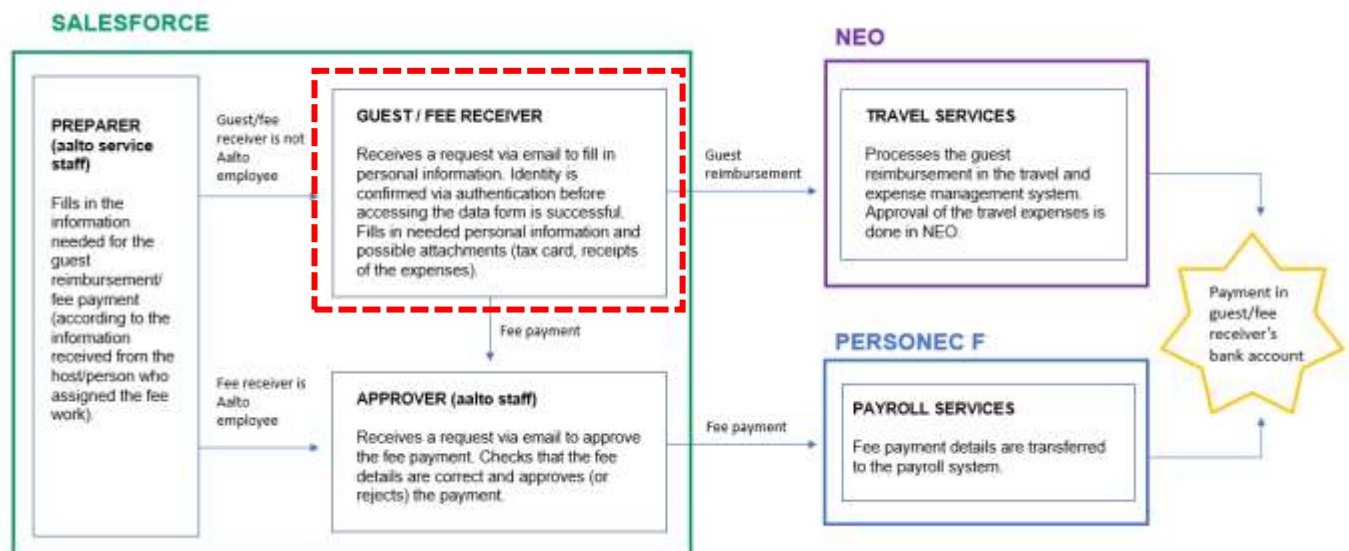 SALESFORCE
PREPARER
(aalto service
staff)
Fills in the
information
needed for the
guest
reimbursement/
fee payment
(according to the
information
received from the
host/person who
assigned the fee
work).
Guest/fee
receiver is not
Aalto
employee
GUEST / FEE RECEIVER
Receives a request via email to fill in
personal information. Identity is
confirmed via authentication before
accessing the data form is successful.
Fills in needed personal information and
possible attachments (tax card, receipts
of the expenses).
Fee payment
Fee receiver is
Aalto
employee
APPROVER (aalto staff)
Receives a request via email to approve
the fee payment. Checks that the fee
details are correct and approves (or
rejects) the payment.
Guest
reimbursement
NEO
TRAVEL SERVICES
Processes the guest
reimbursement in the travel and
expense management system.
Approval of the travel expenses is
done in NEO.
Fee payment
PERSONEC F
PAYROLL SERVICES
Fee payment details are transferred
to the payroll system.
Payment in
guest/fee
receiver's
bank account